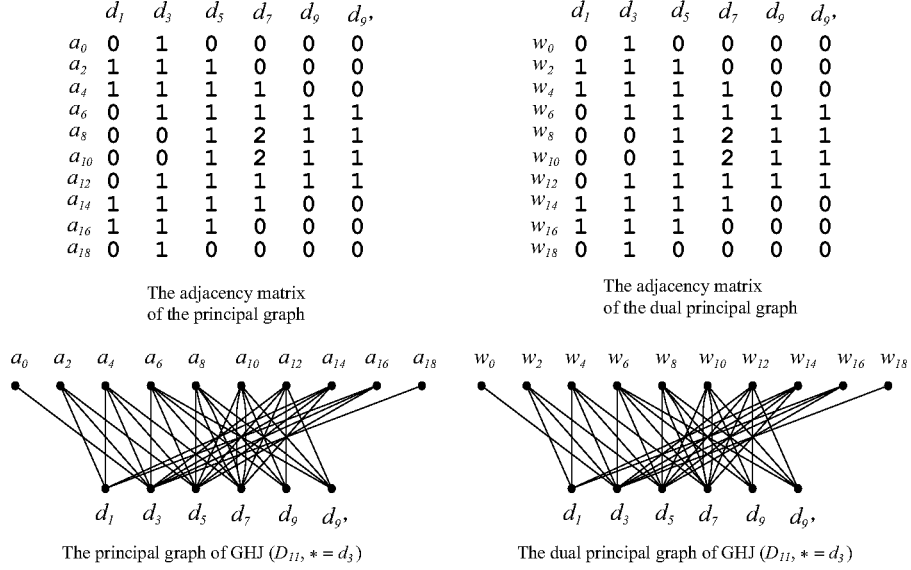 d1 d3 d5 d7 d9 d9'
a0 0 1 0 0 0 0
a2 1 1 1 0 0 0
a4 1 1 1 1 0 0
a6 0 1 1 1 1 1
a8 0 0 1 2 1 1
a10 0 0 1 2 1 1
a12 0 1 1 1 1 1
a14 1 1 1 1 0 0
a16 1 1 1 0 0 0
a18 0 1 0 0 0 0
The adjacency matrix
of the principal graph
d1 d3 d5 d7 d9 d9'
w0 0 1 0 0 0 0
w2 1 1 1 0 0 0
w4 1 1 1 1 0 0
w6 0 1 1 1 1 1
w8 0 0 1 2 1 1
w10 0 0 1 2 1 1
w12 0 1 1 1 1 1
w14 1 1 1 1 0 0
w16 1 1 1 0 0 0
w18 0 1 0 0 0 0
The adjacency matrix
of the dual principal graph
a0 a2 a4 a6 a8 a10 a12 a14 a16 a18
d1 d3 d5 d7 d9 d9'
The principal graph of GHJ (D11, * = d3)
w0 w2 w4 w6 w8 w10 w12 w14 w16 w18
d1 d3 d5 d7 d9 d9'
The dual principal graph of GHJ (D11, * = d3)